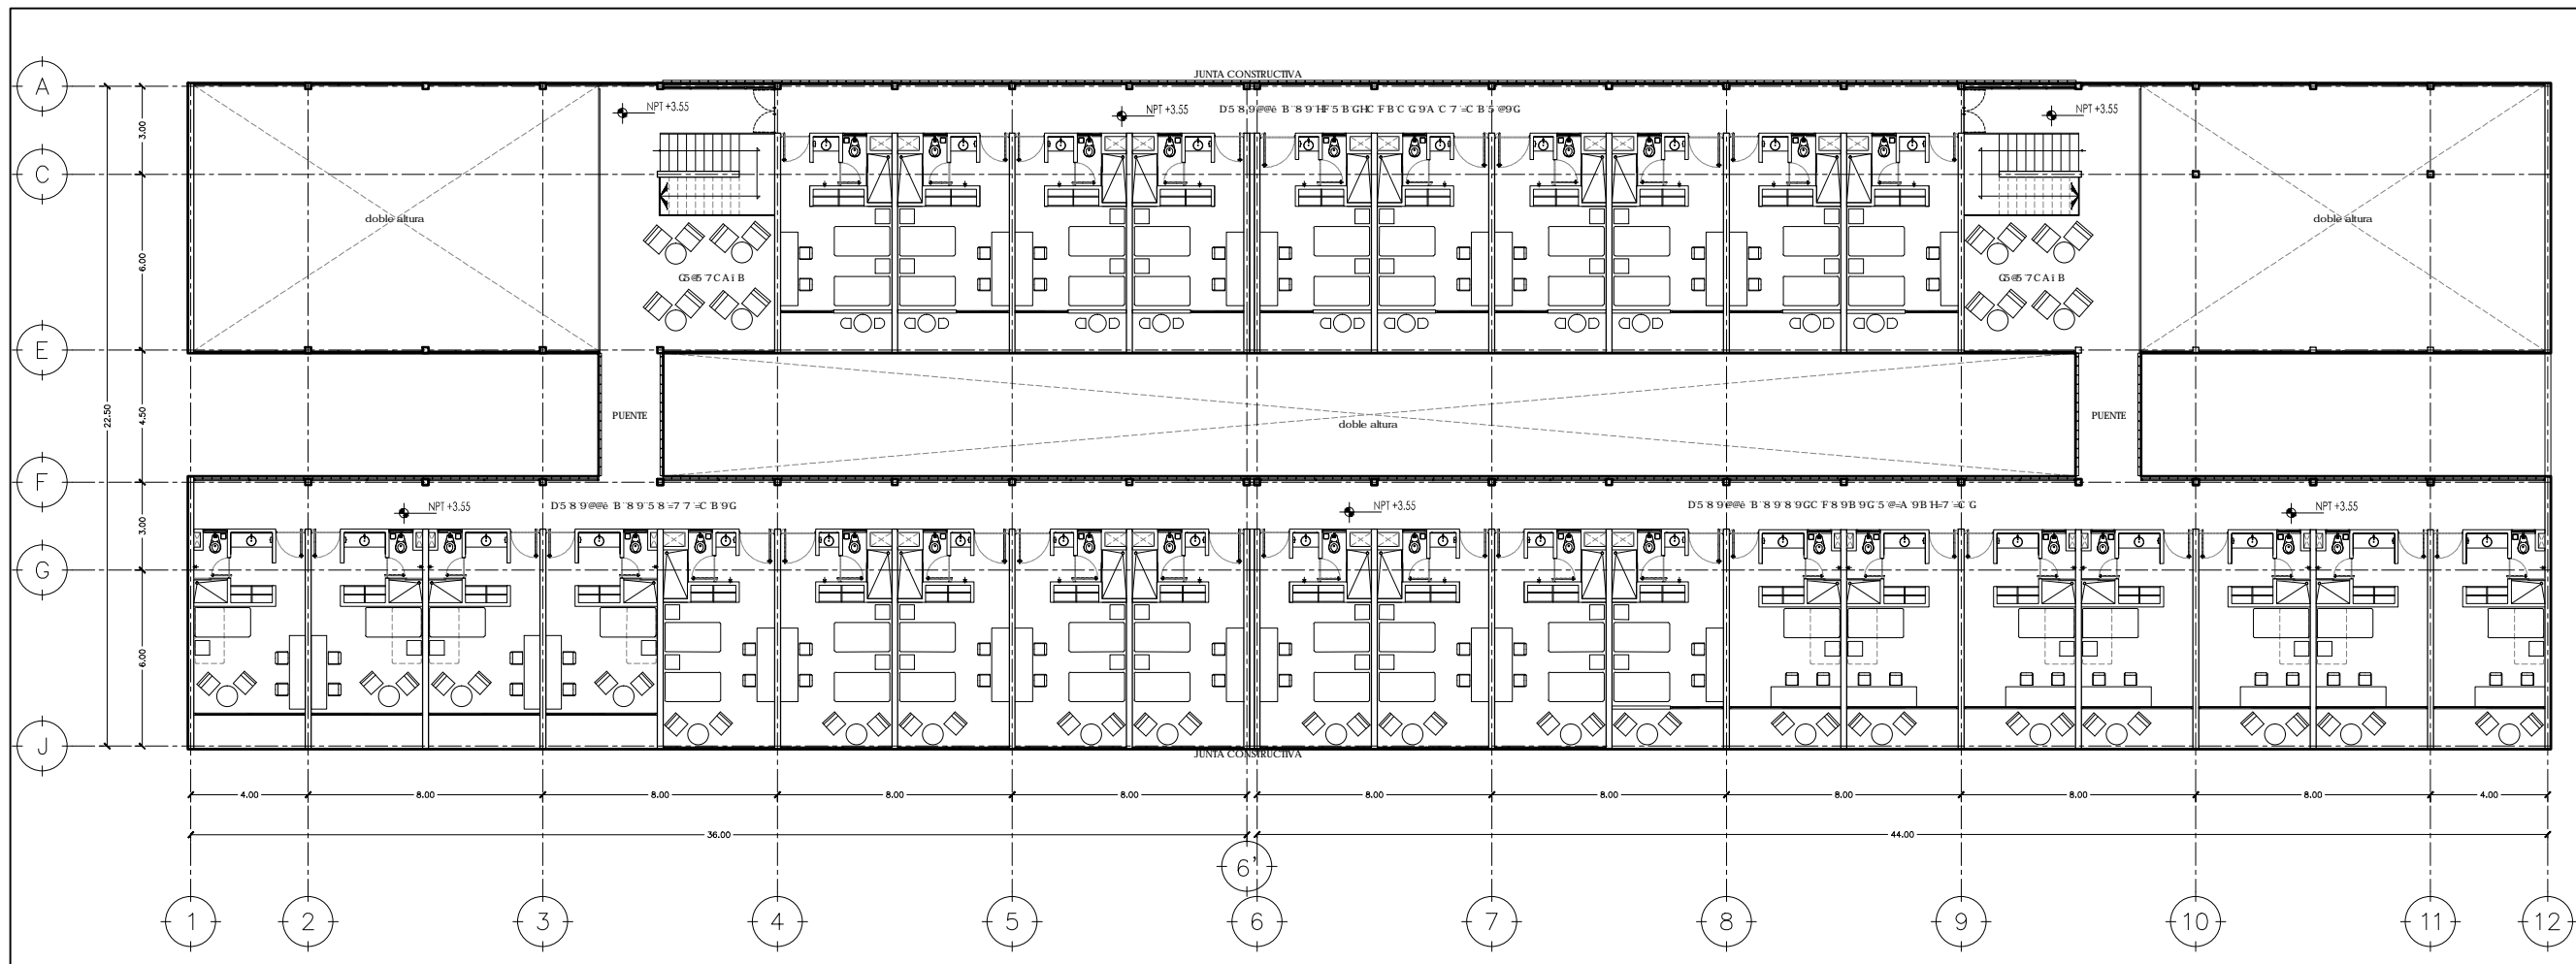 JUNTA CONSTRUCTIVA
A
NPT +3.55
NPT +3.55
NPT +3.55
3.00
C
doble altura
doble altura
6.00
E
22.50
4.50
PUENTE
PUENTE
doble altura
F
NPT +3.55
NPT +3.55
NPT +3.55
3.00
G
6.00
J
JUNTA CONSTRUCTIVA
4.00 8.00 8.00 8.00 8.00 8.00 8.00 8.00 8.00 8.00 4.00
36.00 44.00
6'
1 2 3 4 5 6 7 8 9 10 11 12